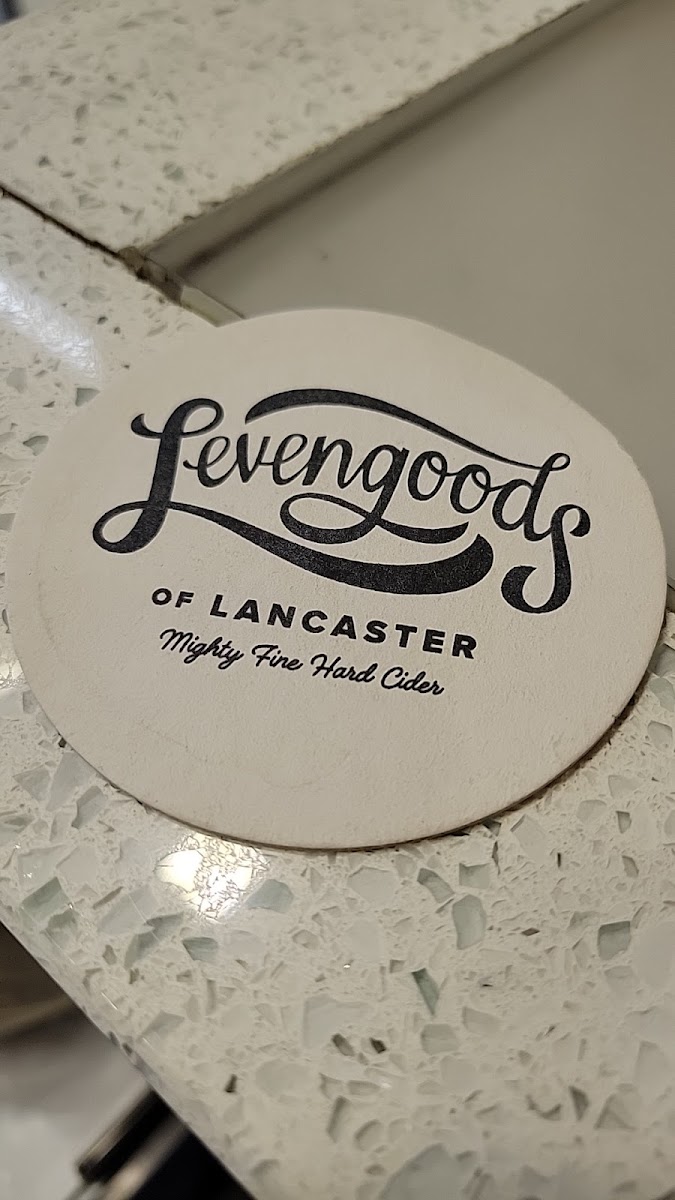 Levengoods
OF LANCASTER
Mighty Fine Hard Cider